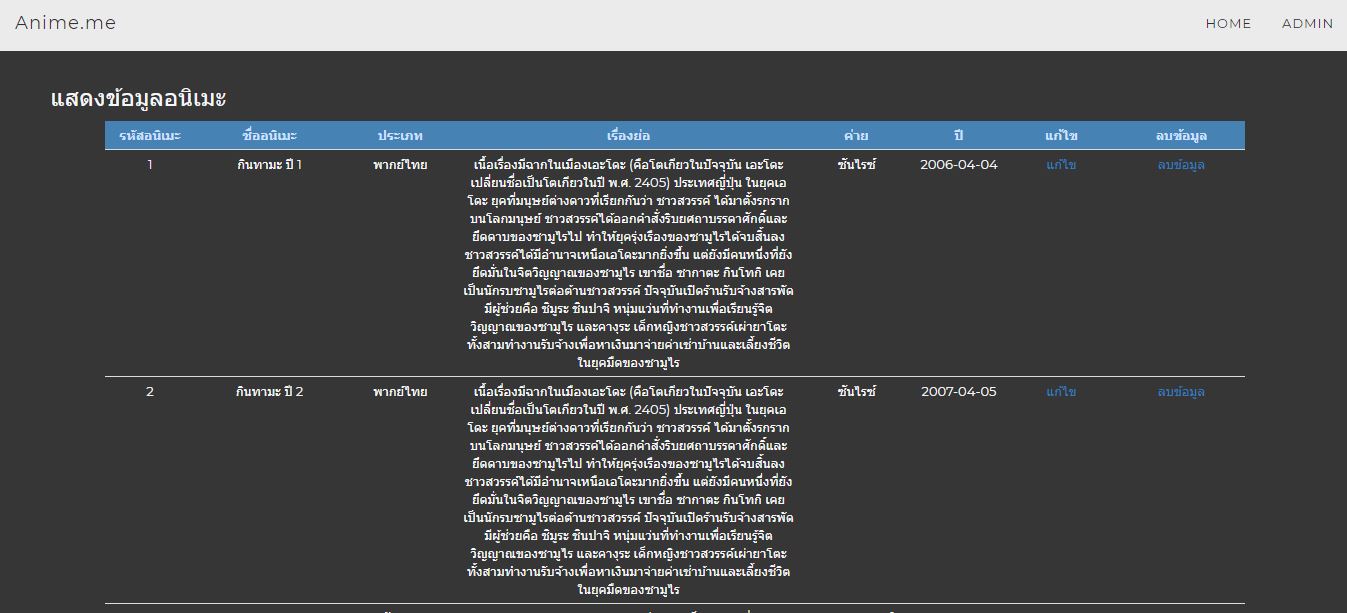 Anime.me
HOME ADMIN
แสดงข้อมูลอนิเมะ
รหัสอนิเมะ ชื่ออนิเมะ ประเภท เรื่องย่อ ค่าย ปี แก้ไข ลบข้อมูล
1 กินทามะ ปี 1 พากย์ไทย เนื้อเรื่องมีฉากในเมืองเอะโดะ (คือโตเกียวในปัจจุบัน เอะโดะ ซันไรซ์ 2006-04-04 แก้ไข ลบข้อมูล
เปลี่ยนชื่อเป็นโตเกียวในปี พ.ศ. 2405) ประเทศญี่ปุ่น ในยุคเอ
โดะ ยุคที่มนุษย์ต่างดาวที่เรียกกันว่า ชาวสวรรค์ ได้มาตั้งรกราก
บนโลกมนุษย์ ชาวสวรรค์ได้ออกคำสั่งริบยศถาบรรดาศักดิ์และ
ยึดดาบของซามูไรไป ทำให้ยุครุ่งเรืองของซามูไรได้จบสิ้นลง
ชาวสวรรค์ได้มีอำนาจเหนือเอโดะมากยิ่งขึ้น แต่ยังมีคนหนึ่งที่ยัง
ยึดมั่นในจิตวิญญาณของซามูไร เขาชื่อ ซากาตะ กินโทกิ เคย
เป็นนักรบซามูไรต่อต้านชาวสวรรค์ ปัจจุบันเปิดร้านรับจ้างสารพัด
มีผู้ช่วยคือ ชิมูระ ชินปาจิ หนุ่มแว่นที่ทำงานเพื่อเรียนรู้จิต
วิญญาณของซามูไร และคางุระ เด็กหญิงชาวสวรรค์เผ่ายาโตะ
ทั้งสามทำงานรับจ้างเพื่อหาเงินมาจ่ายค่าเช่าบ้านและเลี้ยงชีวิต
ในยุคมืดของซามูไร
2 กินทามะ ปี 2 พากย์ไทย เนื้อเรื่องมีฉากในเมืองเอะโดะ (คือโตเกียวในปัจจุบัน เอะโดะ ซันไรซ์ 2007-04-05 แก้ไข ลบข้อมูล
เปลี่ยนชื่อเป็นโตเกียวในปี พ.ศ. 2405) ประเทศญี่ปุ่น ในยุคเอ
โดะ ยุคที่มนุษย์ต่างดาวที่เรียกกันว่า ชาวสวรรค์ ได้มาตั้งรกราก
บนโลกมนุษย์ ชาวสวรรค์ได้ออกคำสั่งริบยศถาบรรดาศักดิ์และ
ยึดดาบของซามูไรไป ทำให้ยุครุ่งเรืองของซามูไรได้จบสิ้นลง
ชาวสวรรค์ได้มีอำนาจเหนือเอโดะมากยิ่งขึ้น แต่ยังมีคนหนึ่งที่ยัง
ยึดมั่นในจิตวิญญาณของซามูไร เขาชื่อ ซากาตะ กินโทกิ เคย
เป็นนักรบซามูไรต่อต้านชาวสวรรค์ ปัจจุบันเปิดร้านรับจ้างสารพัด
มีผู้ช่วยคือ ชิมูระ ชินปาจิ หนุ่มแว่นที่ทำงานเพื่อเรียนรู้จิต
วิญญาณของซามูไร และคางุระ เด็กหญิงชาวสวรรค์เผ่ายาโตะ
ทั้งสามทำงานรับจ้างเพื่อหาเงินมาจ่ายค่าเช่าบ้านและเลี้ยงชีวิต
ในยุคมืดของซามูไร